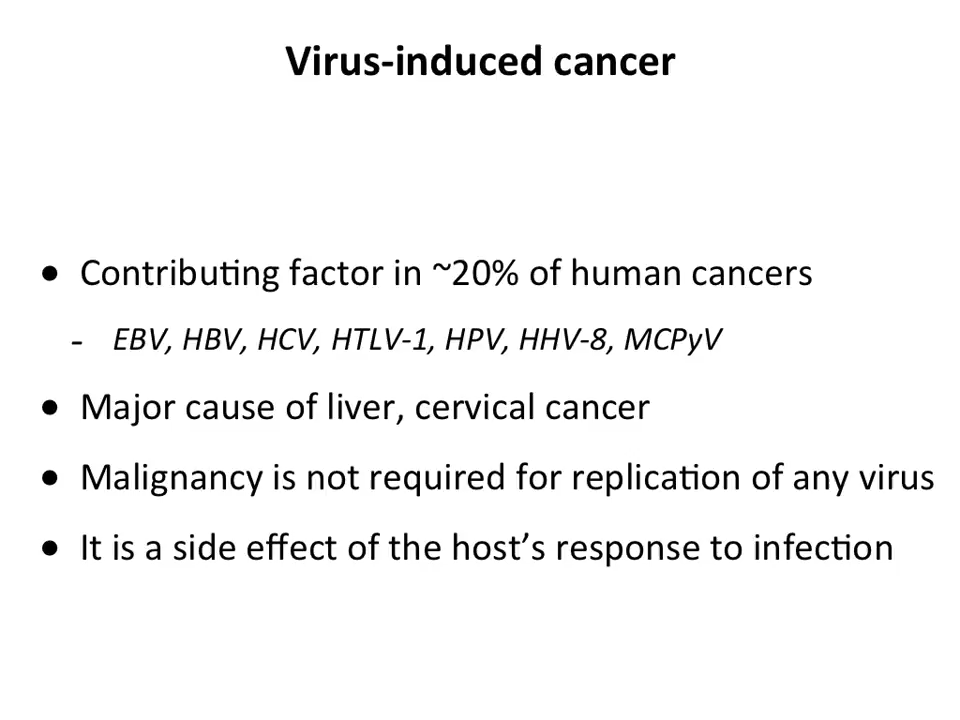 Virus-induced cancer
• Contributing factor in ~20% of human cancers
- EBV, HBV, HCV, HTLV-1, HPV, HHV-8, MCPyV
• Major cause of liver, cervical cancer
• Malignancy is not required for replication of any virus
• It is a side effect of the host’s response to infection